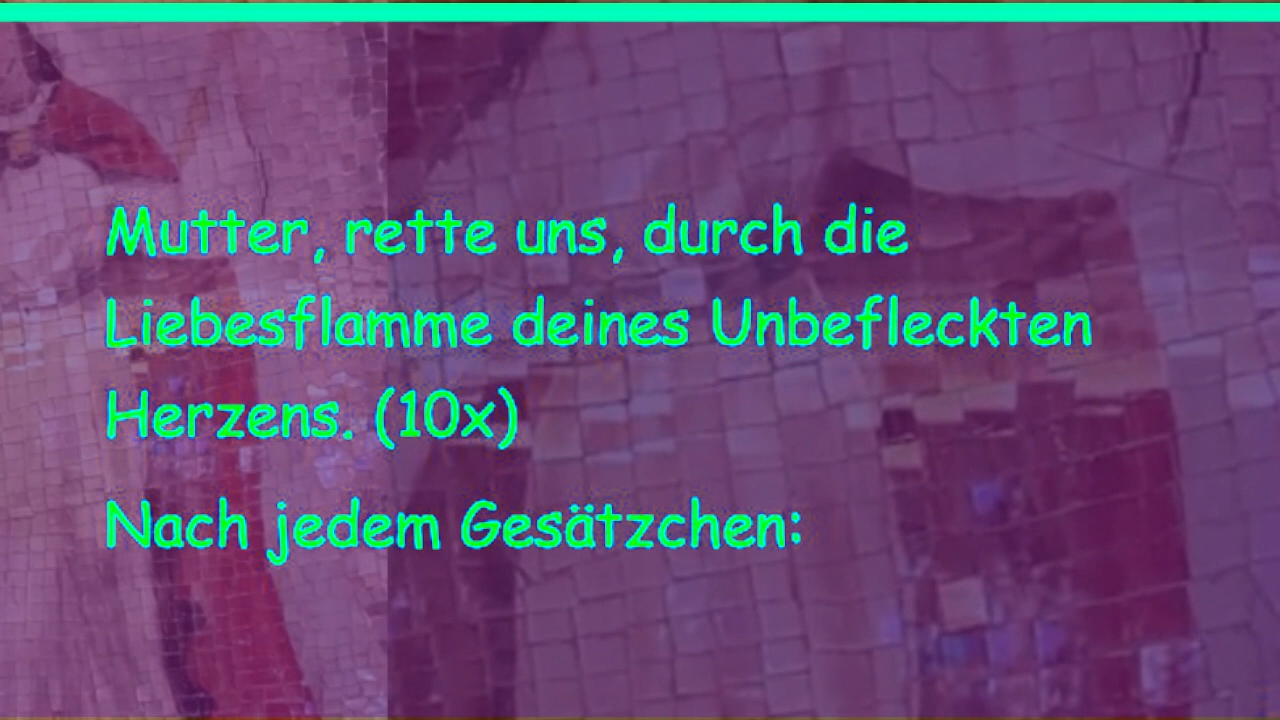 Mutter, rette uns, durch die
Liebesflamme deines Unbefleckten
Herzens. (10x)
Nach jedem Gesätzchen: